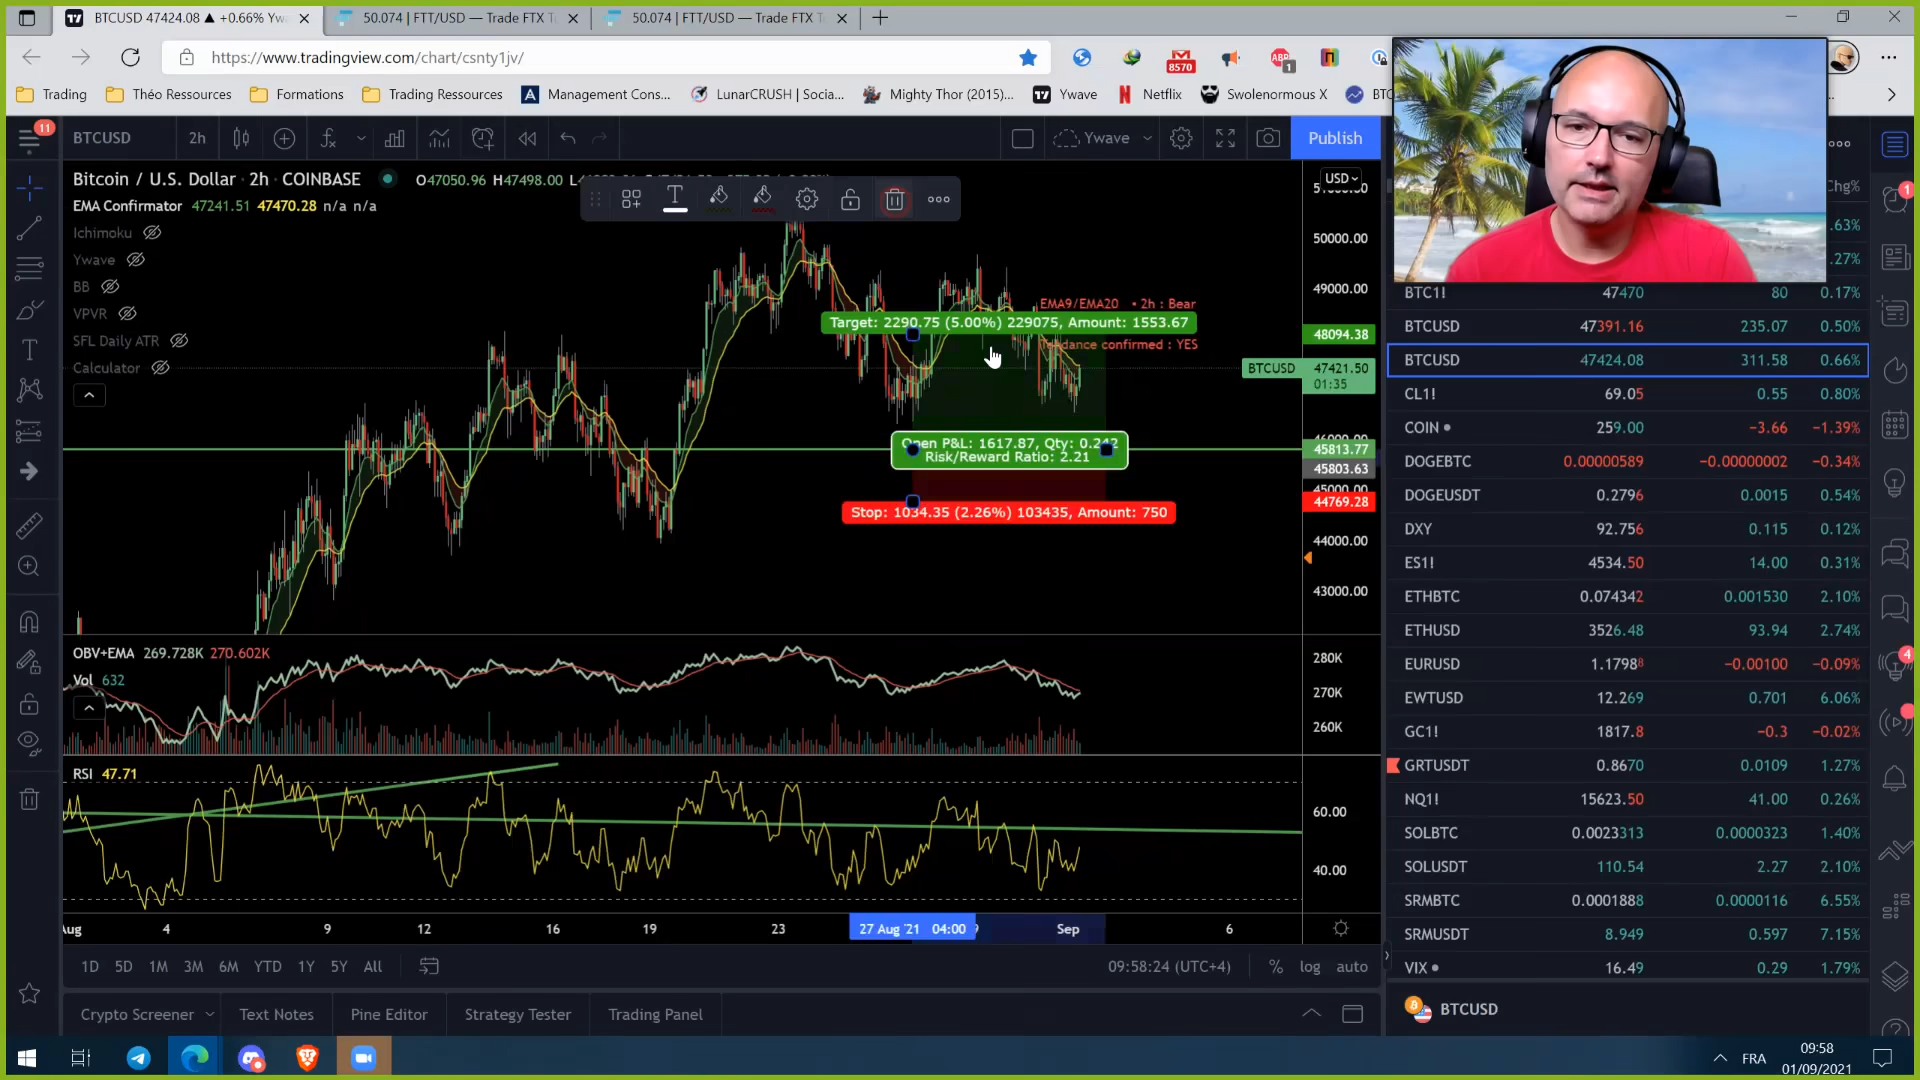 BTCUSD 47424.08 ▲ +0.66% Yw
50.074 | FTT/USD — Trade FTX T
50.074 | FTT/USD — Trade FTX T
https://www.tradingview.com/chart/csnty1jv/
8570
ABP
1
Trading
Théo Ressources
Formations
Trading Ressources
Management Cons...
LunarCRUSH | Socia...
Mighty Thor (2015)...
Ywave
Netflix
Swolenormous X
11
BTCUSD
2h
Ywave
Publish
Bitcoin / U.S. Dollar · 2h · COINBASE
O47050.96 H47498.00
USD
EMA Confirmator 47241.51 47470.28 n/a n/a
Ichimoku
Ywave
BB
VPVR
SFL Daily ATR
Calculator
EMA9/EMA20 • 2h : Bear
Target: 2290.75 (5.00%) 229075, Amount: 1553.67
confirmed : YES
Open P&L: 1617.87, Qty: 0.242
Risk/Reward Ratio: 2.21
Stop: 1034.35 (2.26%) 103435, Amount: 750
50000.00
49000.00
48094.38
BTCUSD 47421.50
01:35
45813.77
45803.63
44769.28
44000.00
43000.00
OBV+EMA 269.728K 270.602K
Vol 632
280K
270K
260K
RSI 47.71
60.00
40.00
Aug 4 9 12 16 19 23 27 Aug '21 04:00 Sep 6
1D 5D 1M 3M 6M YTD 1Y 5Y All
09:58:24 (UTC+4) % log auto
Crypto Screener Text Notes Pine Editor Strategy Tester Trading Panel
Chg%
.63%
.27%
BTC1! 47470 80 0.17%
BTCUSD 47391.16 235.07 0.50%
BTCUSD 47424.08 311.58 0.66%
CL1! 69.05 0.55 0.80%
COIN 259.00 −3.66 −1.39%
DOGEBTC 0.00000589 −0.00000002 −0.34%
DOGEUSDT 0.2796 0.0015 0.54%
DXY 92.756 0.115 0.12%
ES1! 4534.50 14.00 0.31%
ETHBTC 0.074342 0.001530 2.10%
ETHUSD 3526.48 93.94 2.74%
EURUSD 1.17988 −0.00100 −0.09%
EWTUSD 12.269 0.701 6.06%
GC1! 1817.8 −0.3 −0.02%
GRTUSDT 0.8670 0.0109 1.27%
NQ1! 15623.50 41.00 0.26%
SOLBTC 0.0023313 0.0000323 1.40%
SOLUSDT 110.54 2.27 2.10%
SRMBTC 0.0001888 0.0000116 6.55%
SRMUSDT 8.949 0.597 7.15%
VIX 16.49 0.29 1.79%
BTCUSD
1
4
FRA
09:58
01/09/2021